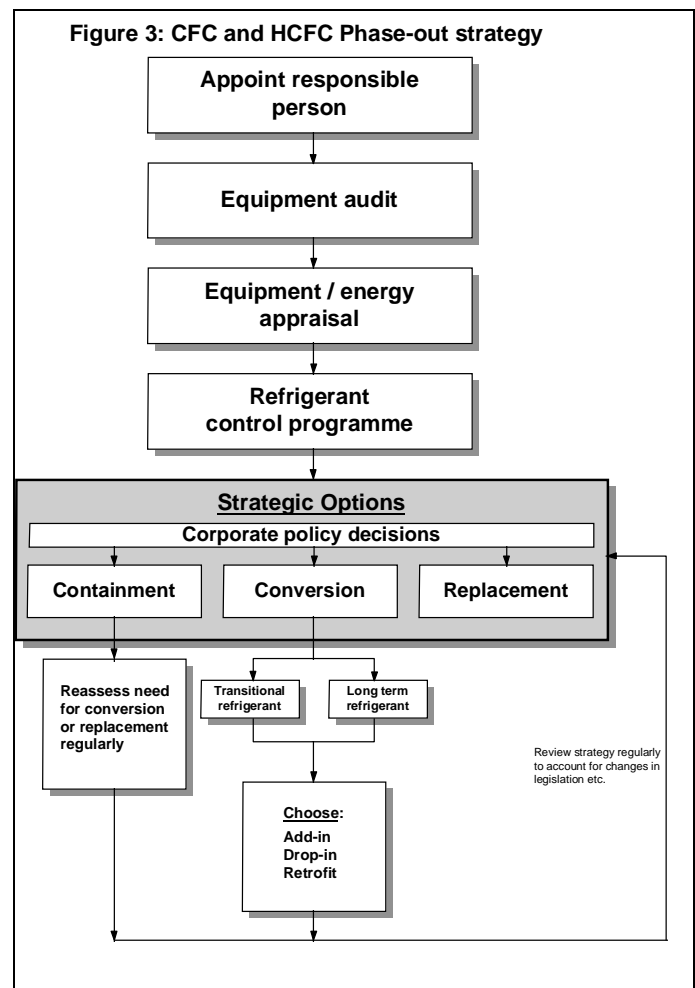 Figure 3: CFC and HCFC Phase-out strategy
Appoint responsible
person
Equipment audit
Equipment / energy
appraisal
Refrigerant
control programme
Strategic Options
Corporate policy decisions
Containment
Conversion
Replacement
Reassess need
for conversion
or replacement
regularly
Transitional
refrigerant
Long term
refrigerant
Review strategy regularly
to account for changes in
legislation etc.
Choose:
Add-in
Drop-in
Retrofit